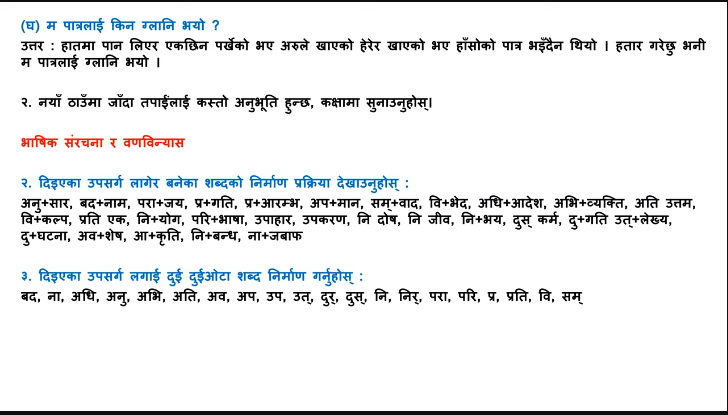 (घ) म पात्रलाई किन ग्लानि भयो ?
उत्तर : हातमा पान लिएर एकछिन पर्खेको भए अरुले खाएको हेरेर खाएको भए हाँसोको पात्र भइँदैन थियो । हतार गरेछु भनी
म पात्रलाई ग्लानि भयो ।
२. नयाँ ठाउँमा जाँदा तपाईंलाई कस्तो अनुभूति हुन्छ, कक्षामा सुनाउनुहोस्।
भाषिक संरचना र वर्णविन्यास
२. दिइएका उपसर्ग लागेर बनेका शब्दको निर्माण प्रक्रिया देखाउनुहोस् :
अनु+सार, बद+नाम, परा+जय, प्र+गति, प्र+आरम्भ, अप+मान, सम्+वाद, वि+भेद, अधि+आदेश, अभि+व्यक्ति, अति उत्तम,
वि+कल्प, प्रति एक, नि+योग, परि+भाषा, उपाहार, उपकरण, नि दोष, नि जीव, नि+भय, दुस् कर्म, दु+गति उत्+लेख्य,
दु+घटना, अव+शेष, आ+कृति, नि+बन्ध, ना+जबाफ
३. दिइएका उपसर्ग लगाई दुई दुईओटा शब्द निर्माण गर्नुहोस् :
बद, ना, अधि, अनु, अभि, अति, अव, अप, उप, उत्, दुर्, दुस्, नि, निर्, परा, परि, प्र, प्रति, वि, सम्